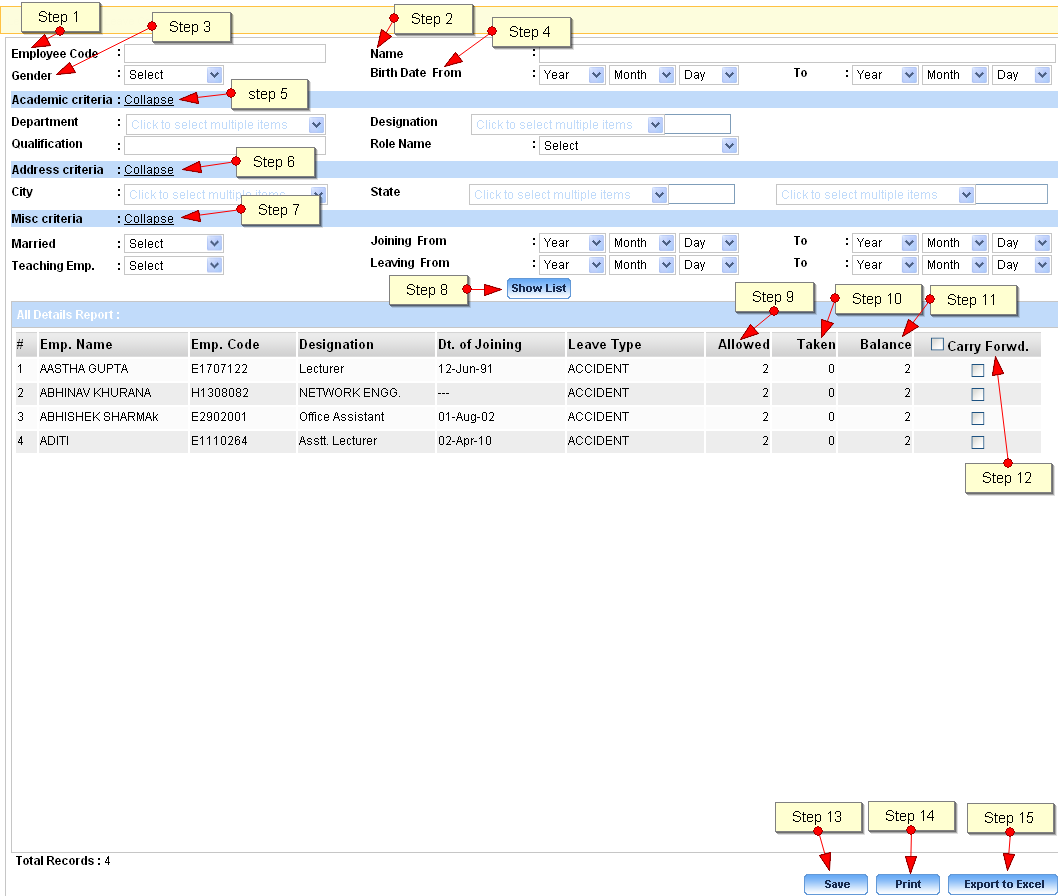 Step 1
Step 2
Step 3
Step 4
Employee Code : Name :
Gender : Select Birth Date From : Year Month Day To : Year Month Day
Academic criteria : Collapse step 5
Department : Click to select multiple items Designation Click to select multiple items
Qualification : Role Name : Select
Address criteria : Collapse Step 6
City : Click to select multiple items State Click to select multiple items Click to select multiple items
Misc criteria : Collapse Step 7
Married : Select Joining From : Year Month Day To : Year Month Day
Teaching Emp. : Select Leaving From : Year Month Day To : Year Month Day
Step 8 Show List Step 9 Step 10 Step 11
All Details Report :
# Emp. Name Emp. Code Designation Dt. of Joining Leave Type Allowed Taken Balance Carry Forwd.
1 AASTHA GUPTA E1707122 Lecturer 12-Jun-91 ACCIDENT 2 0 2
2 ABHINAV KHURANA H1308082 NETWORK ENGG. --- ACCIDENT 2 0 2
3 ABHISHEK SHARMAk E2902001 Office Assistant 01-Aug-02 ACCIDENT 2 0 2
4 ADITI E1110264 Asstt. Lecturer 02-Apr-10 ACCIDENT 2 0 2
Step 12
Step 13 Step 14 Step 15
Total Records : 4
Save Print Export to Excel